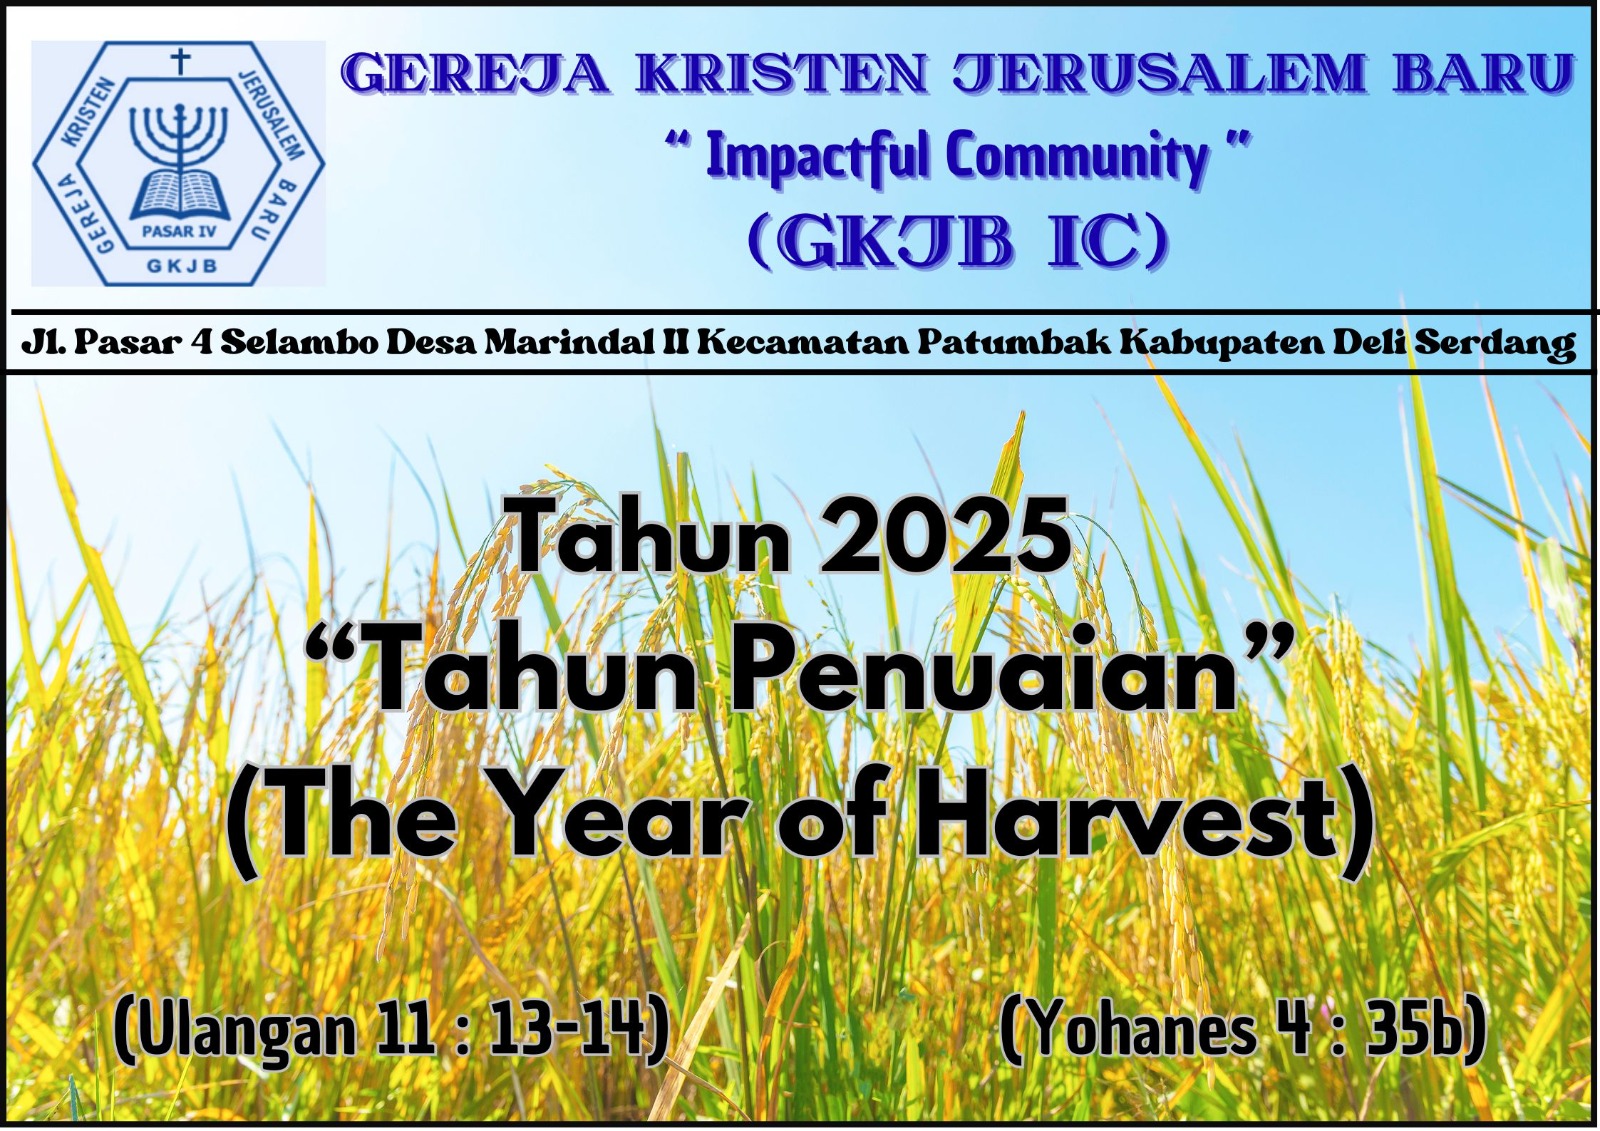 GEREJA KRISTEN JERUSALEM BARU
PASAR IV
GKJB
GEREJA KRISTEN JERUSALEM BARU
“ Impactful Community ”
(GKJB IC)
Jl. Pasar 4 Selambo Desa Marindal II Kecamatan Patumbak Kabupaten Deli Serdang
Tahun 2025
“Tahun Penuaian”
(The Year of Harvest)
(Ulangan 11 : 13-14)
(Yohanes 4 : 35b)